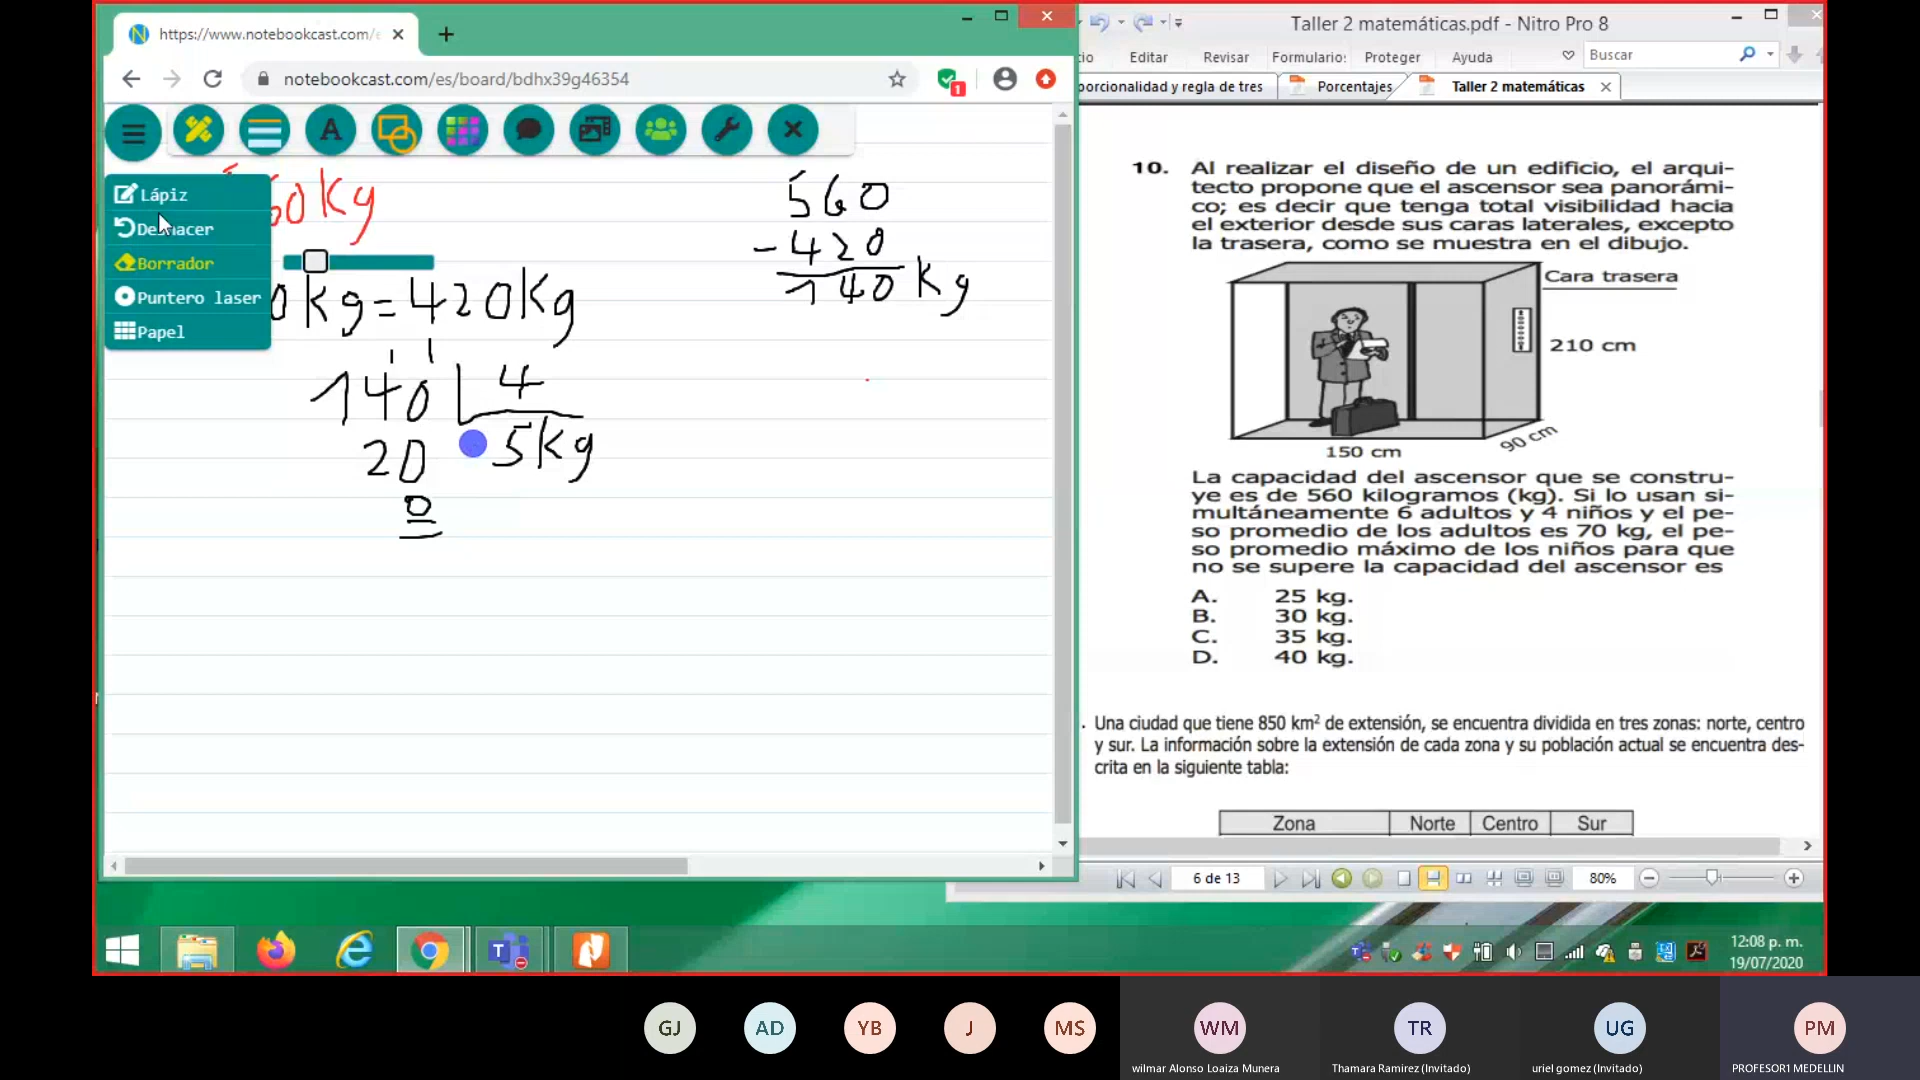 https://www.notebookcast.com/e
notebookcast.com/es/board/bdhx39g46354
1
A
Lápiz
Deshacer
Borrador
Puntero laser
Papel
60Kg
0Kg=420Kg
140 4
20 5Kg
0
560
-420
140Kg
Taller 2 matemáticas.pdf - Nitro Pro 8
cio Editar Revisar Formulario: Proteger Ayuda Buscar
porcionalidad y regla de tres Porcentajes Taller 2 matemáticas
10. Al realizar el diseño de un edificio, el arqui-
tecto propone que el ascensor sea panorámi-
co; es decir que tenga total visibilidad hacia
el exterior desde sus caras laterales, excepto
la trasera, como se muestra en el dibujo.
Cara trasera
210 cm
90 cm
150 cm
La capacidad del ascensor que se constru-
ye es de 560 kilogramos (kg). Si lo usan si-
multáneamente 6 adultos y 4 niños y el pe-
so promedio de los adultos es 70 kg, el pe-
so promedio máximo de los niños para que
no se supere la capacidad del ascensor es
A. 25 kg.
B. 30 kg.
C. 35 kg.
D. 40 kg.
. Una ciudad que tiene 850 km² de extensión, se encuentra dividida en tres zonas: norte, centro
y sur. La información sobre la extensión de cada zona y su población actual se encuentra des-
crita en la siguiente tabla:
Zona Norte Centro Sur
6 de 13
80%
12:08 p. m.
19/07/2020
GJ
AD
YB
J
MS
WM
wilmar Alonso Loaiza Munera
TR
Thamara Ramirez (Invitado)
UG
uriel gomez (Invitado)
PM
PROFESOR1 MEDELLIN